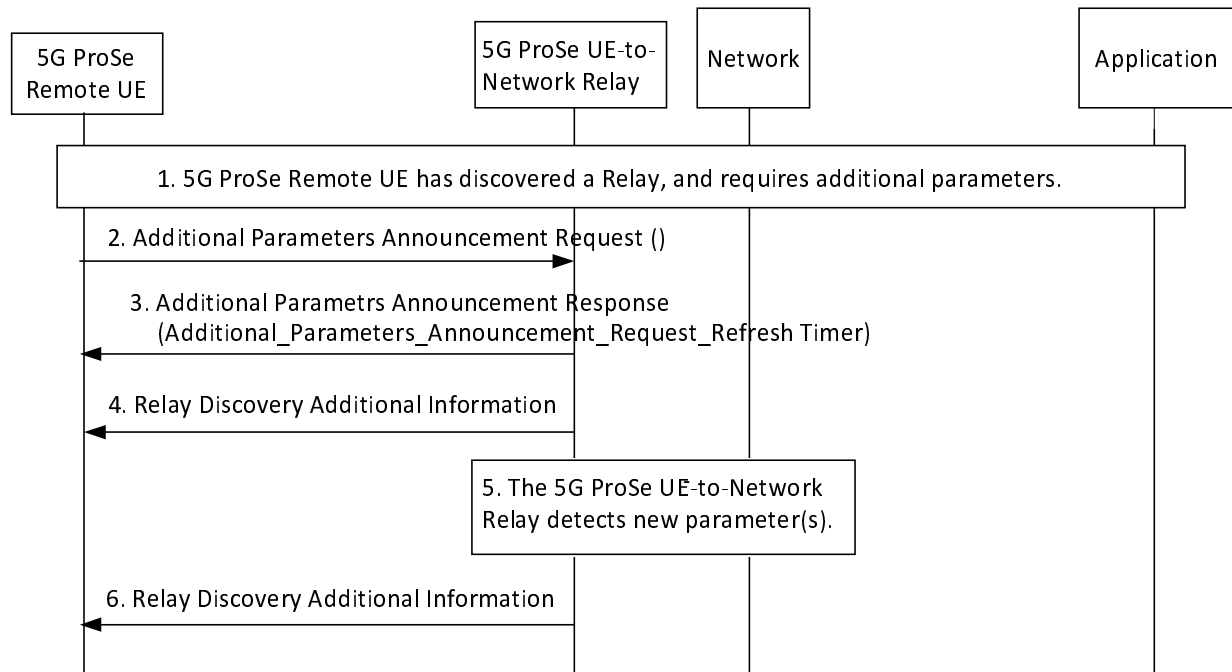 5G ProSe
Remote UE
5G ProSe UE-to-
Network Relay
Network
Application
1. 5G ProSe Remote UE has discovered a Relay, and requires additional parameters.
2. Additional Parameters Announcement Request ()
3. Additional Parametrs Announcement Response
(Additional_Parameters_Announcement_Request_Refresh Timer)
4. Relay Discovery Additional Information
5. The 5G ProSe UE-to-Network
Relay detects new parameter(s).
6. Relay Discovery Additional Information